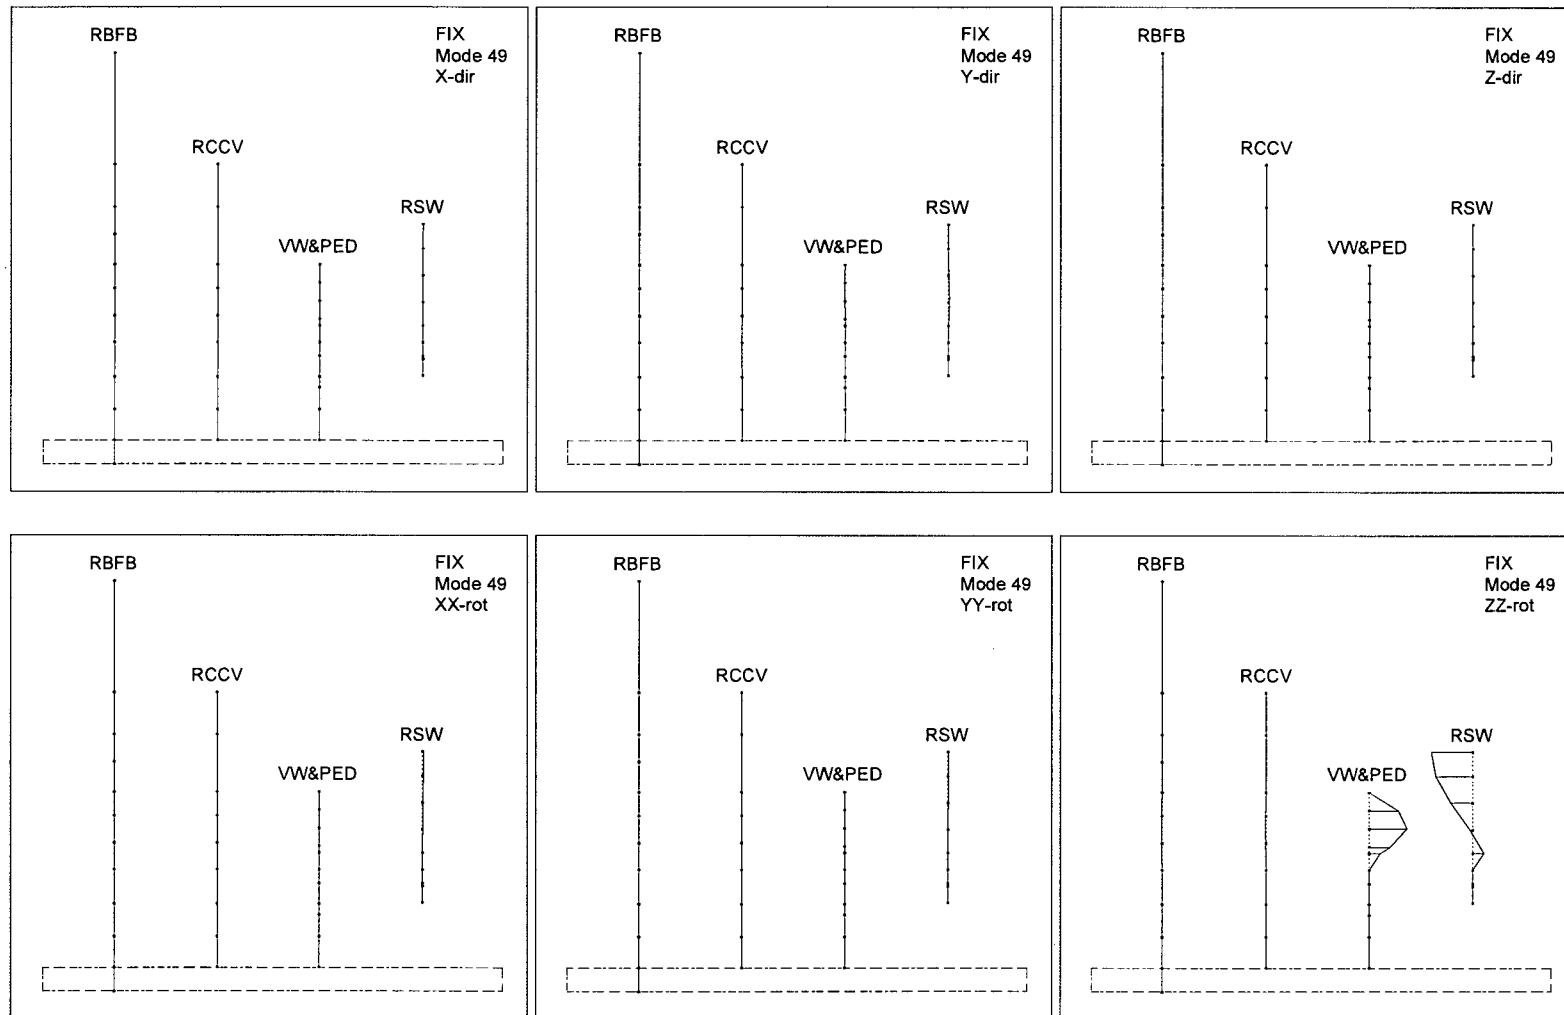 RBFB
FIX
Mode 49
X-dir
RCCV
RSW
VW&PED
RBFB
FIX
Mode 49
Y-dir
RCCV
RSW
VW&PED
RBFB
FIX
Mode 49
Z-dir
RCCV
RSW
VW&PED
RBFB
FIX
Mode 49
XX-rot
RCCV
RSW
VW&PED
RBFB
FIX
Mode 49
YY-rot
RCCV
RSW
VW&PED
RBFB
FIX
Mode 49
ZZ-rot
RCCV
RSW
VW&PED